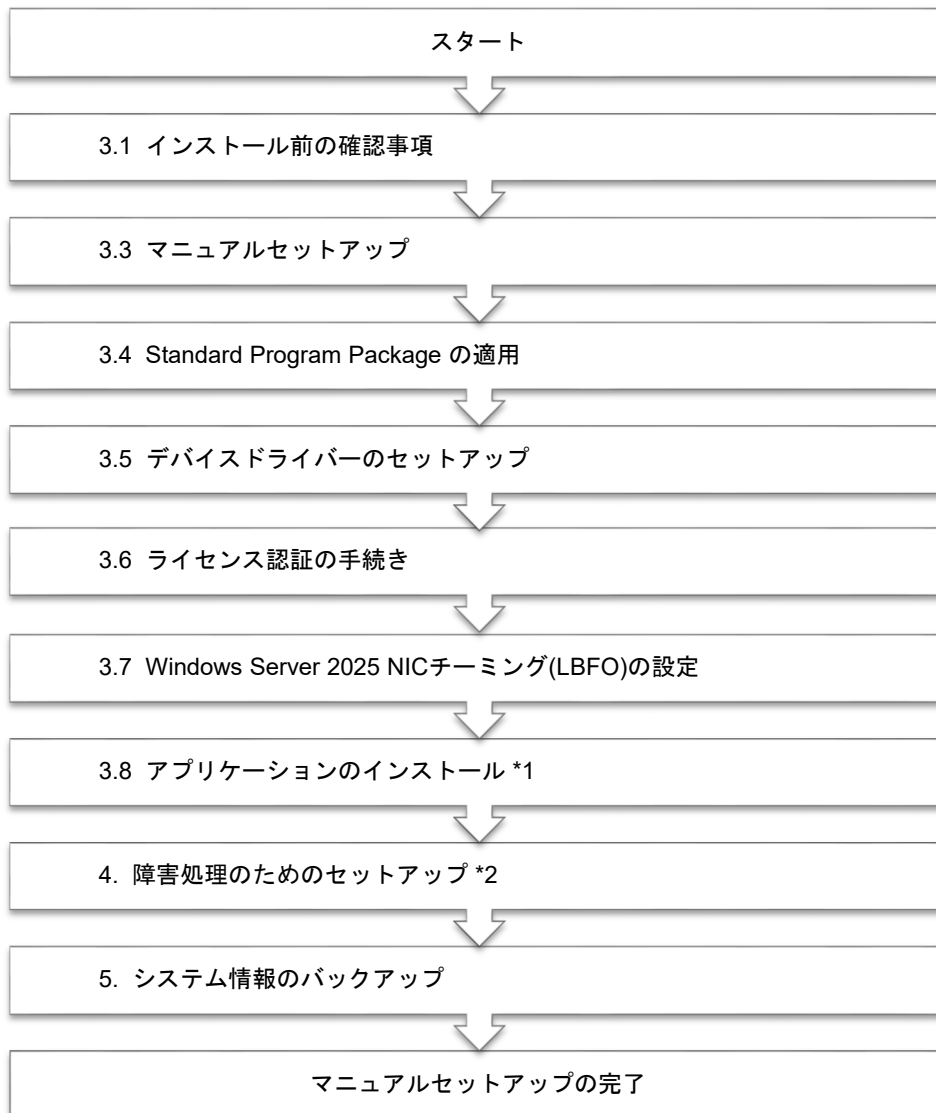 スタート
3.1 インストール前の確認事項
3.3 マニュアルセットアップ
3.4 Standard Program Package の適用
3.5 デバイスドライバーのセットアップ
3.6 ライセンス認証の手続き
3.7 Windows Server 2025 NICチーミング(LBFO)の設定
3.8 アプリケーションのインストール *1
4. 障害処理のためのセットアップ *2
5. システム情報のバックアップ
マニュアルセットアップの完了